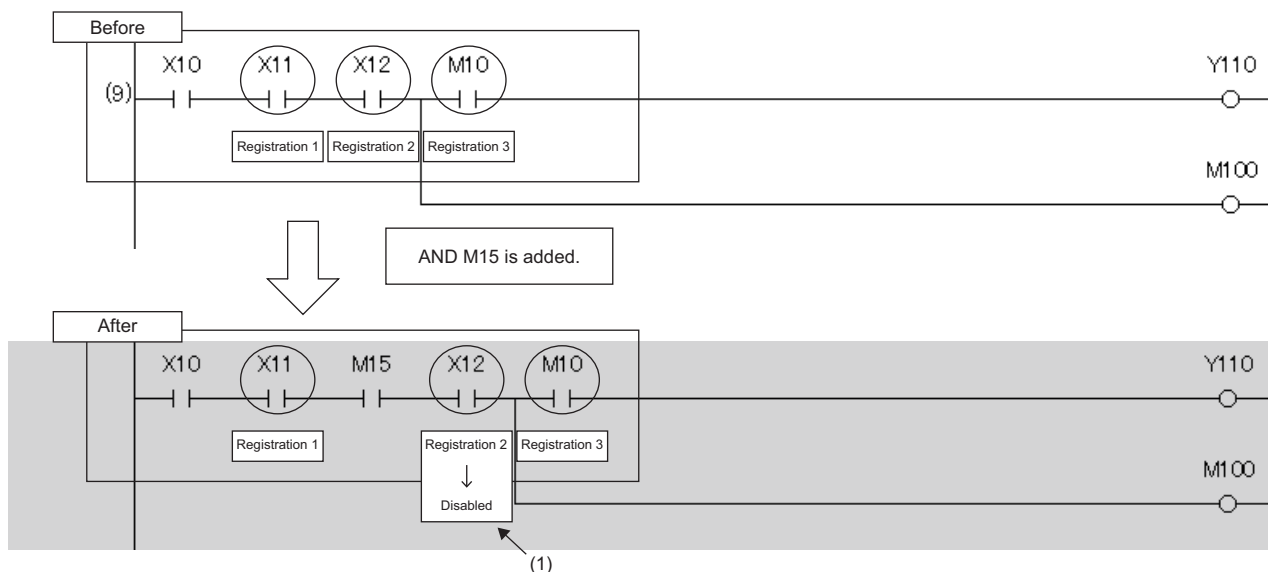 Before
X10 X11 X12 M10 Y110
(9)
Registration 1 Registration 2 Registration 3
M100
AND M15 is added.
After
X10 X11 M15 X12 M10 Y110
Registration 1 Registration 2 Registration 3
↓
M100
Disabled
(1)